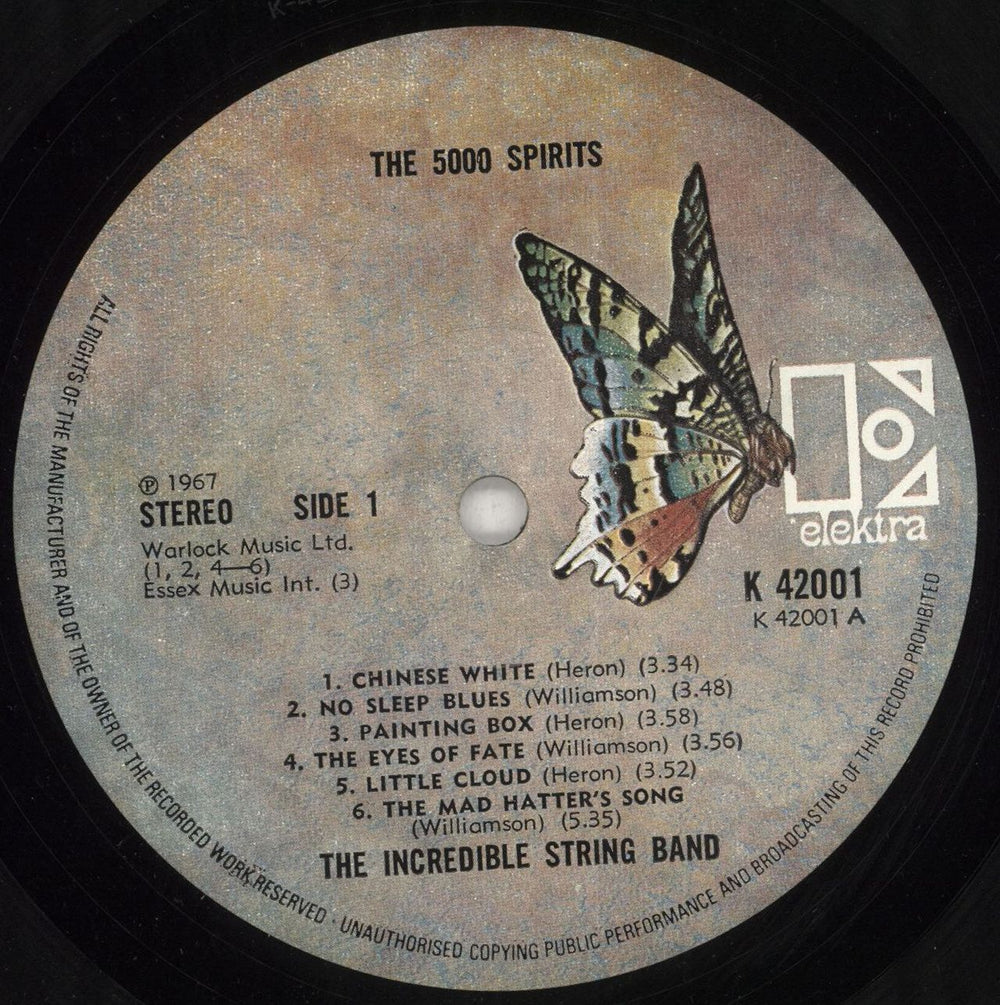 THE 5000 SPIRITS
ALL RIGHTS OF THE MANUFACTURER AND OF THE OWNER OF THE RECORDED WORK RESERVED · UNAUTHORISED COPYING PUBLIC PERFORMANCE AND BROADCASTING OF THIS RECORD PROHIBITED
elektra
℗ 1967
STEREO SIDE 1
Warlock Music Ltd.
(1, 2, 4—6)
Essex Music Int. (3)
K 42001
K 42001 A
1. CHINESE WHITE (Heron) (3.34)
2. NO SLEEP BLUES (Williamson) (3.48)
3. PAINTING BOX (Heron) (3.58)
4. THE EYES OF FATE (Williamson) (3.56)
5. LITTLE CLOUD (Heron) (3.52)
6. THE MAD HATTER'S SONG
(Williamson) (5.35)
THE INCREDIBLE STRING BAND